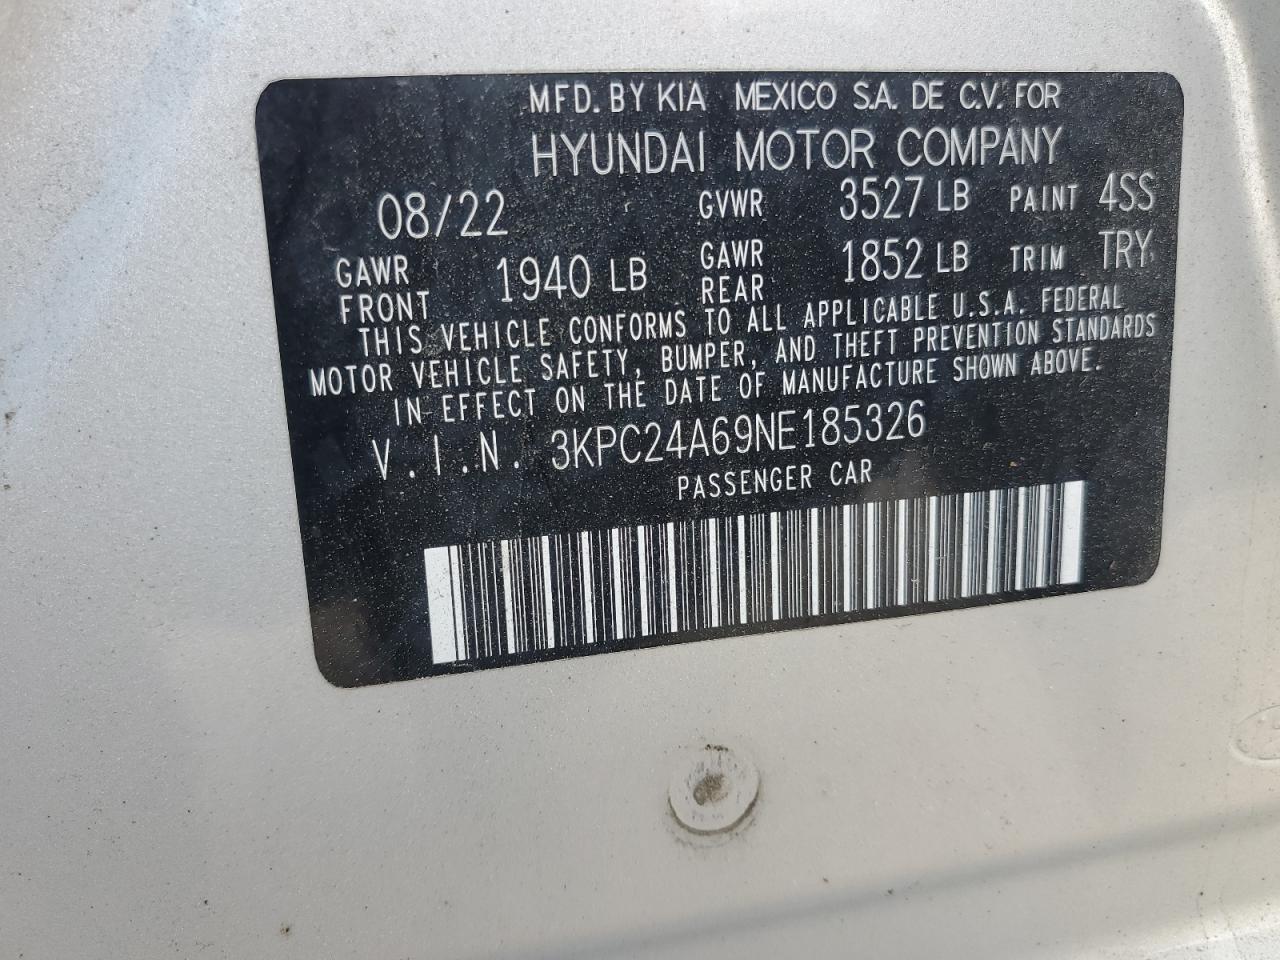 MFD. BY KIA MEXICO S.A. DE C.V. FOR
HYUNDAI MOTOR COMPANY
08/22 GVWR 3527 LB PAINT 4SS
GAWR FRONT 1940 LB GAWR REAR 1852 LB TRIM TRY
THIS VEHICLE CONFORMS TO ALL APPLICABLE U.S.A. FEDERAL
MOTOR VEHICLE SAFETY, BUMPER, AND THEFT PREVENTION STANDARDS
IN EFFECT ON THE DATE OF MANUFACTURE SHOWN ABOVE.
V.I.N. 3KPC24A69NE185326
PASSENGER CAR